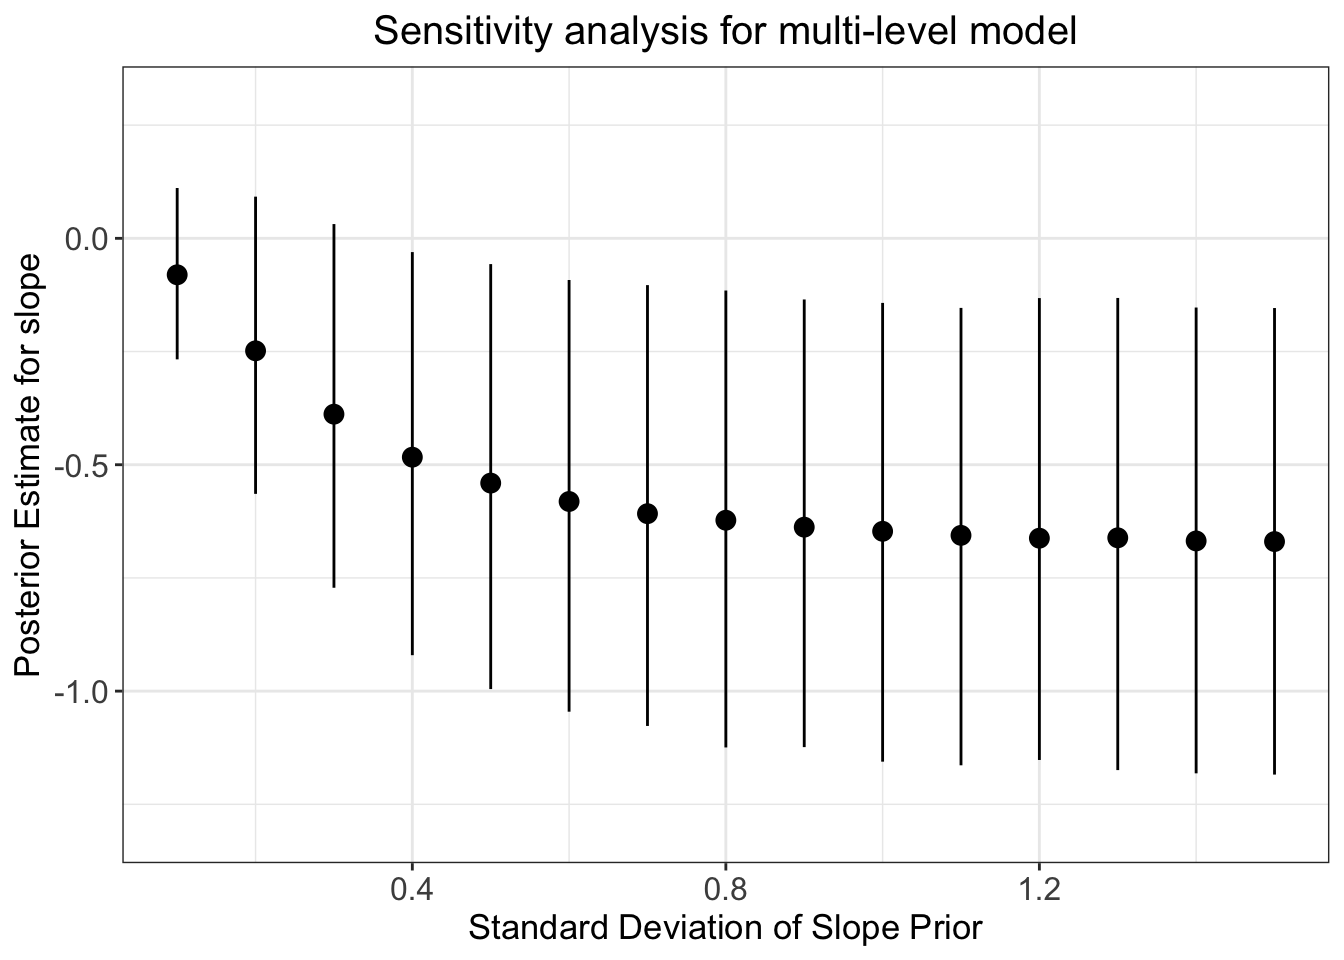 Sensitivity analysis for multi-level model
Posterior Estimate for slope
0.0
-0.5
-1.0
0.4
0.8
1.2
Standard Deviation of Slope Prior